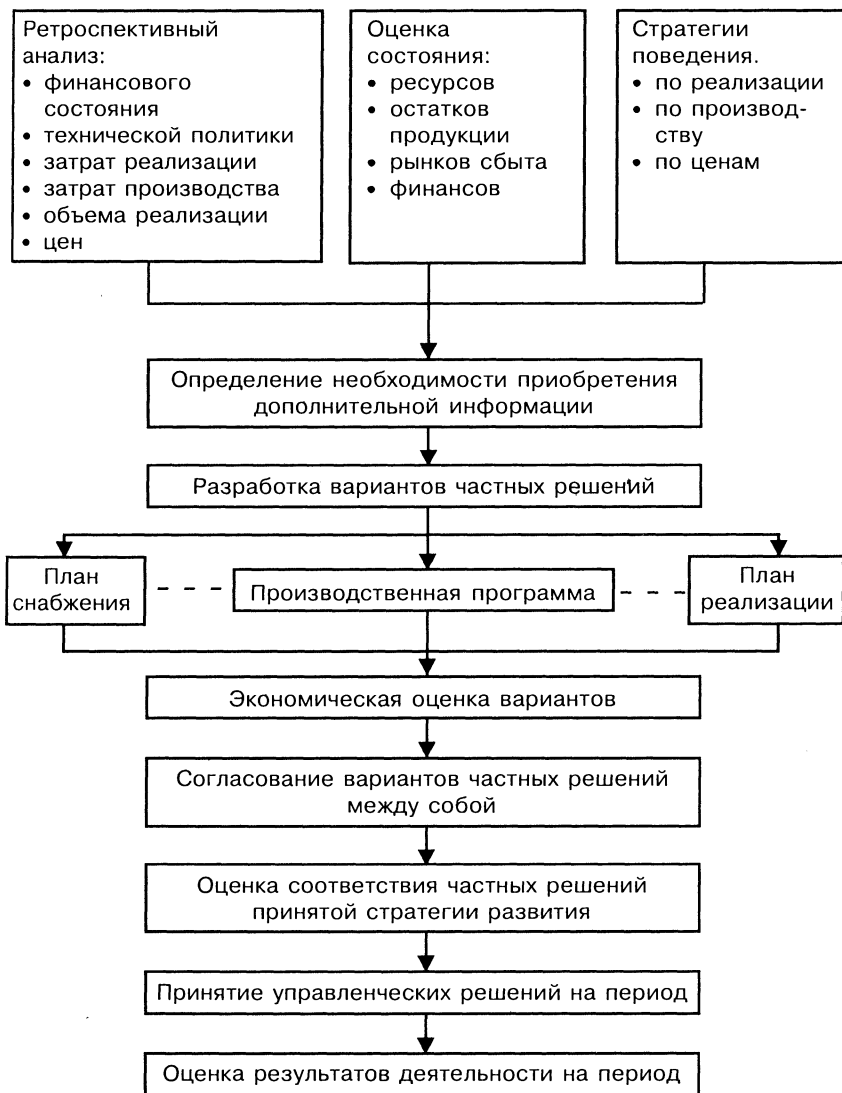 Ретроспективный
анализ:
• финансового
состояния
• технической политики
• затрат реализации
• затрат производства
• объема реализации
• цен
Оценка
состояния:
• ресурсов
• остатков
продукции
• рынков сбыта
• финансов
Стратегии
поведения.
• по реализации
• по производ-
ству
• по ценам
Определение необходимости приобретения
дополнительной информации
Разработка вариантов частных решений
План
снабжения
Производственная программа
План
реализации
Экономическая оценка вариантов
Согласование вариантов частных решений
между собой
Оценка соответствия частных решений
принятой стратегии развития
Принятие управленческих решений на период
Оценка результатов деятельности на период